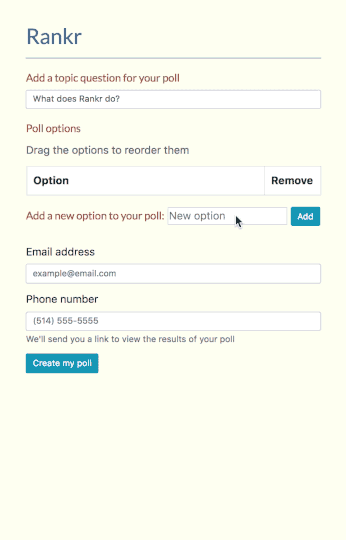 Rankr
Add a topic question for your poll
What does Rankr do?
Poll options
Drag the options to reorder them
Option Remove
Add a new option to your poll: New option Add
Email address
example@email.com
Phone number
(514) 555-5555
We'll send you a link to view the results of your poll
Create my poll